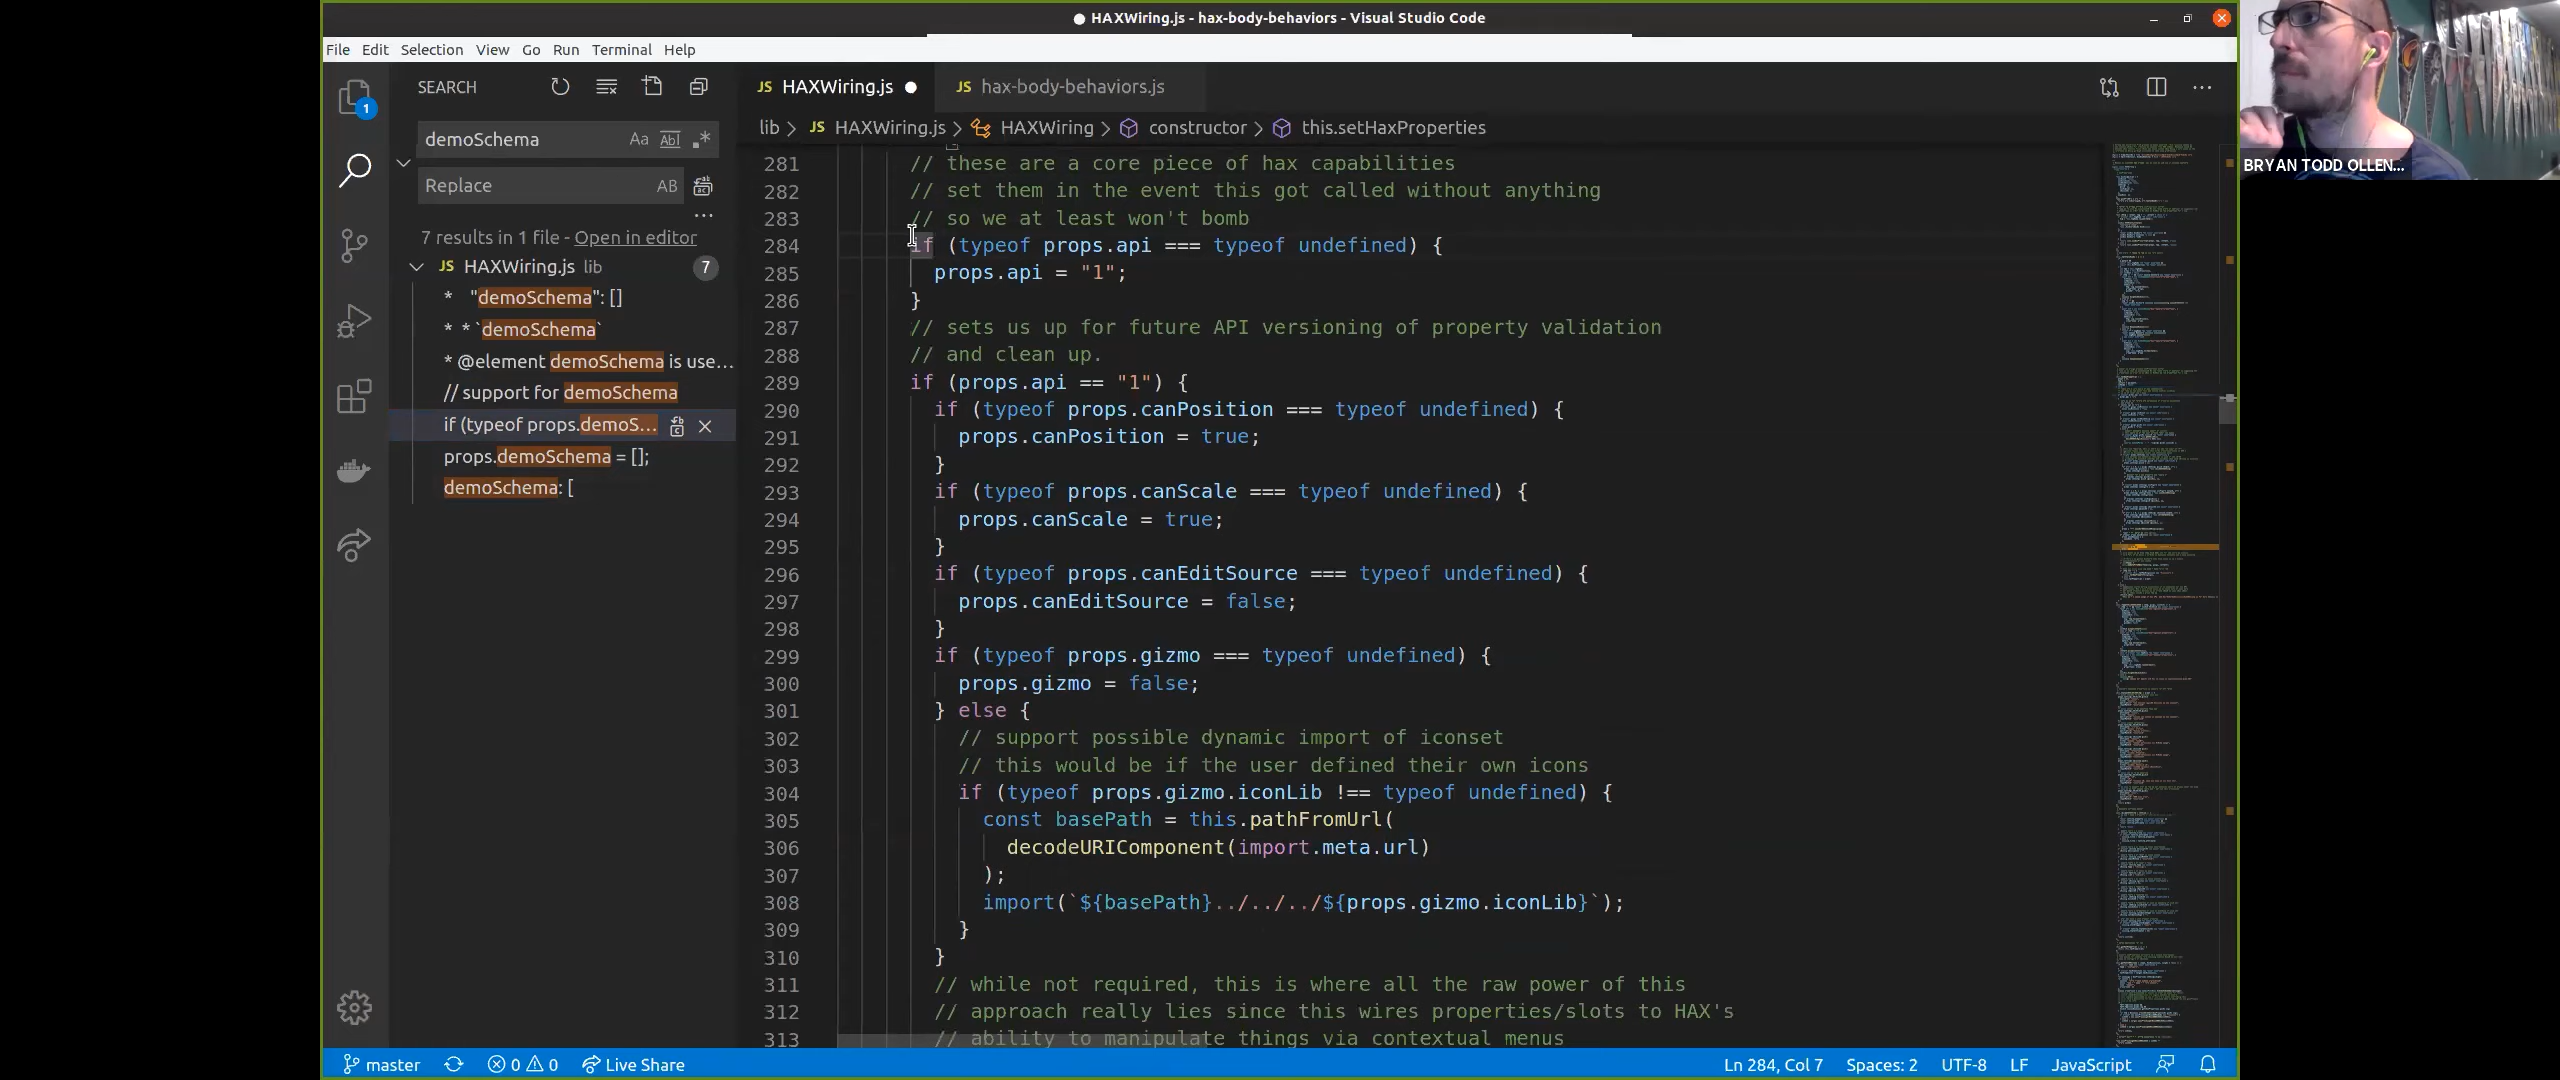 HAXWiring.js - hax-body-behaviors - Visual Studio Code
File Edit Selection View Go Run Terminal Help
SEARCH
HAXWiring.js
hax-body-behaviors.js
1
demoSchema
Aa Abl .*
Replace
AB
7 results in 1 file - Open in editor
HAXWiring.js lib 7
* "demoSchema": []
* * `demoSchema`
* @element demoSchema is use...
// support for demoSchema
if (typeof props.demoS...
props.demoSchema = [];
demoSchema: [
lib > HAXWiring.js > HAXWiring > constructor > this.setHaxProperties
281 // these are a core piece of hax capabilities
282 // set them in the event this got called without anything
283 // so we at least won't bomb
284 if (typeof props.api === typeof undefined) {
285 props.api = "1";
286 }
287 // sets us up for future API versioning of property validation
288 // and clean up.
289 if (props.api == "1") {
290 if (typeof props.canPosition === typeof undefined) {
291 props.canPosition = true;
292 }
293 if (typeof props.canScale === typeof undefined) {
294 props.canScale = true;
295 }
296 if (typeof props.canEditSource === typeof undefined) {
297 props.canEditSource = false;
298 }
299 if (typeof props.gizmo === typeof undefined) {
300 props.gizmo = false;
301 } else {
302 // support possible dynamic import of iconset
303 // this would be if the user defined their own icons
304 if (typeof props.gizmo.iconLib !== typeof undefined) {
305 const basePath = this.pathFromUrl(
306 decodeURIComponent(import.meta.url)
307 );
308 import(`${basePath}../../../${props.gizmo.iconLib}`);
309 }
310 }
311 // while not required, this is where all the raw power of this
312 // approach really lies since this wires properties/slots to HAX's
313 // ability to manipulate things via contextual menus
master 0 0 Live Share
Ln 284, Col 7 Spaces: 2 UTF-8 LF JavaScript
BRYAN TODD OLLEN...